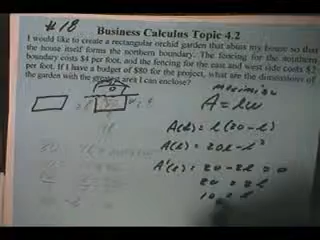 #18
Business Calculus Topic 4.2
I would like to create a rectangular orchid garden that abuts my house so that
the house itself forms the northern boundary. The fencing for the southern
boundary costs $4 per foot, and the fencing for the east and west sides costs $2
per foot. If I have a budget of $80 for the project, what are the dimensions of
the garden with the greatest area I can enclose?
maximize
A = lw
A(l) = l(20 - l)
A(l) = 20l - l²
A'(l) = 20 - 2l = 0
20 = 2l
10 = l